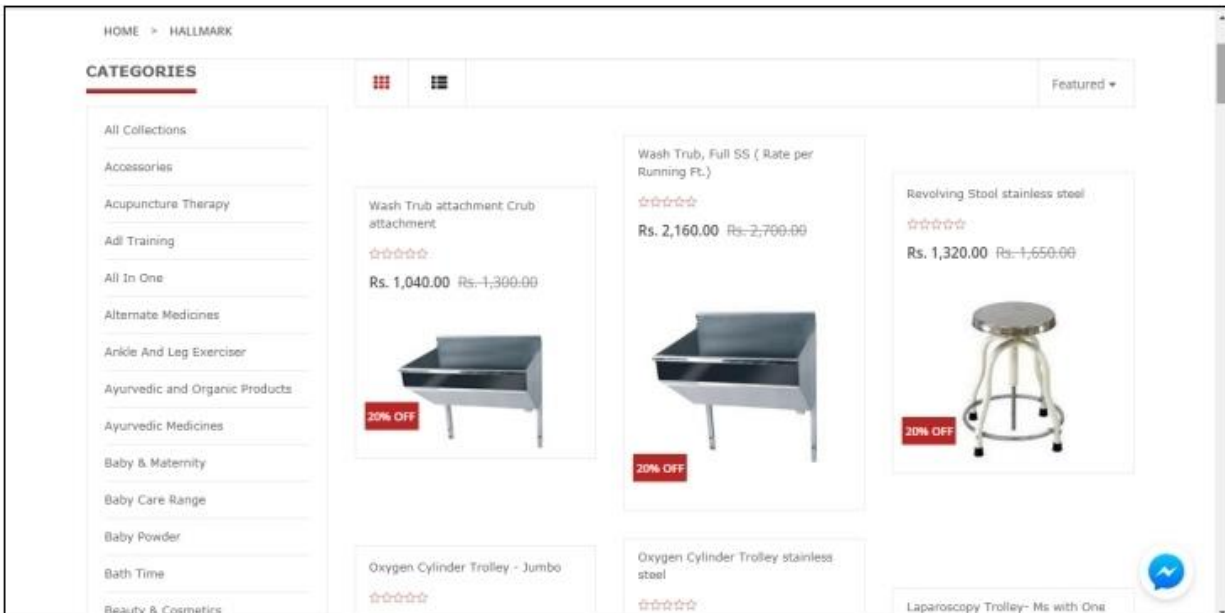 HOME > HALLMARK
CATEGORIES
Featured
All Collections
Accessories
Acupuncture Therapy
Adl Training
All In One
Alternate Medicines
Ankle And Leg Exerciser
Ayurvedic and Organic Products
Ayurvedic Medicines
Baby & Maternity
Baby Care Range
Baby Powder
Bath Time
Beauty & Cosmetics
Wash Trub attachment Crub
attachment
Rs. 1,040.00 Rs. 1,300.00
20% OFF
Wash Trub, Full SS ( Rate per
Running Ft.)
Rs. 2,160.00 Rs. 2,700.00
20% OFF
Revolving Stool stainless steel
Rs. 1,320.00 Rs. 1,650.00
20% OFF
Oxygen Cylinder Trolley - Jumbo
Oxygen Cylinder Trolley stainless
steel
Laparoscopy Trolley- Ms with One